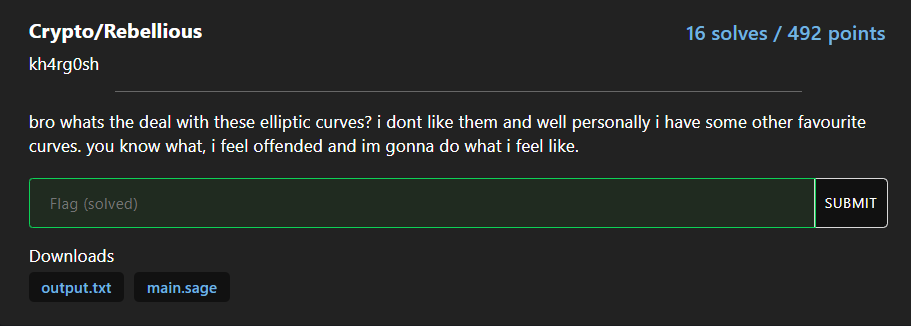 Crypto/Rebellious
16 solves / 492 points
kh4rg0sh
bro whats the deal with these elliptic curves? i dont like them and well personally i have some other favourite
curves. you know what, i feel offended and im gonna do what i feel like.
Flag (solved)
SUBMIT
Downloads
output.txt
main.sage